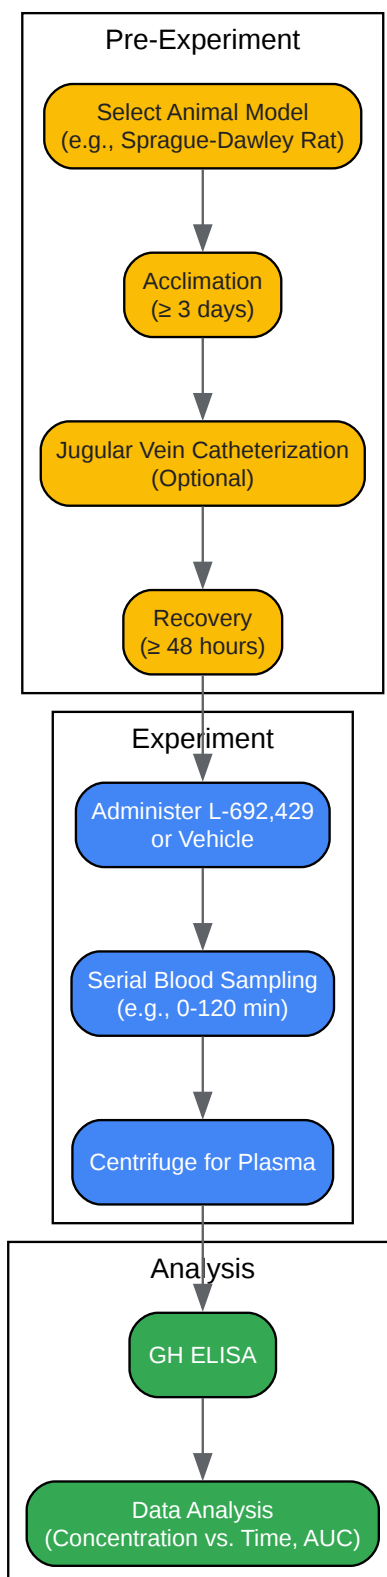 Pre-Experiment
Select Animal Model
(e.g., Sprague-Dawley Rat)
Acclimation
(≥ 3 days)
Jugular Vein Catheterization
(Optional)
Recovery
(≥ 48 hours)
Experiment
Administer L-692,429
or Vehicle
Serial Blood Sampling
(e.g., 0-120 min)
Centrifuge for Plasma
Analysis
GH ELISA
Data Analysis
(Concentration vs. Time, AUC)